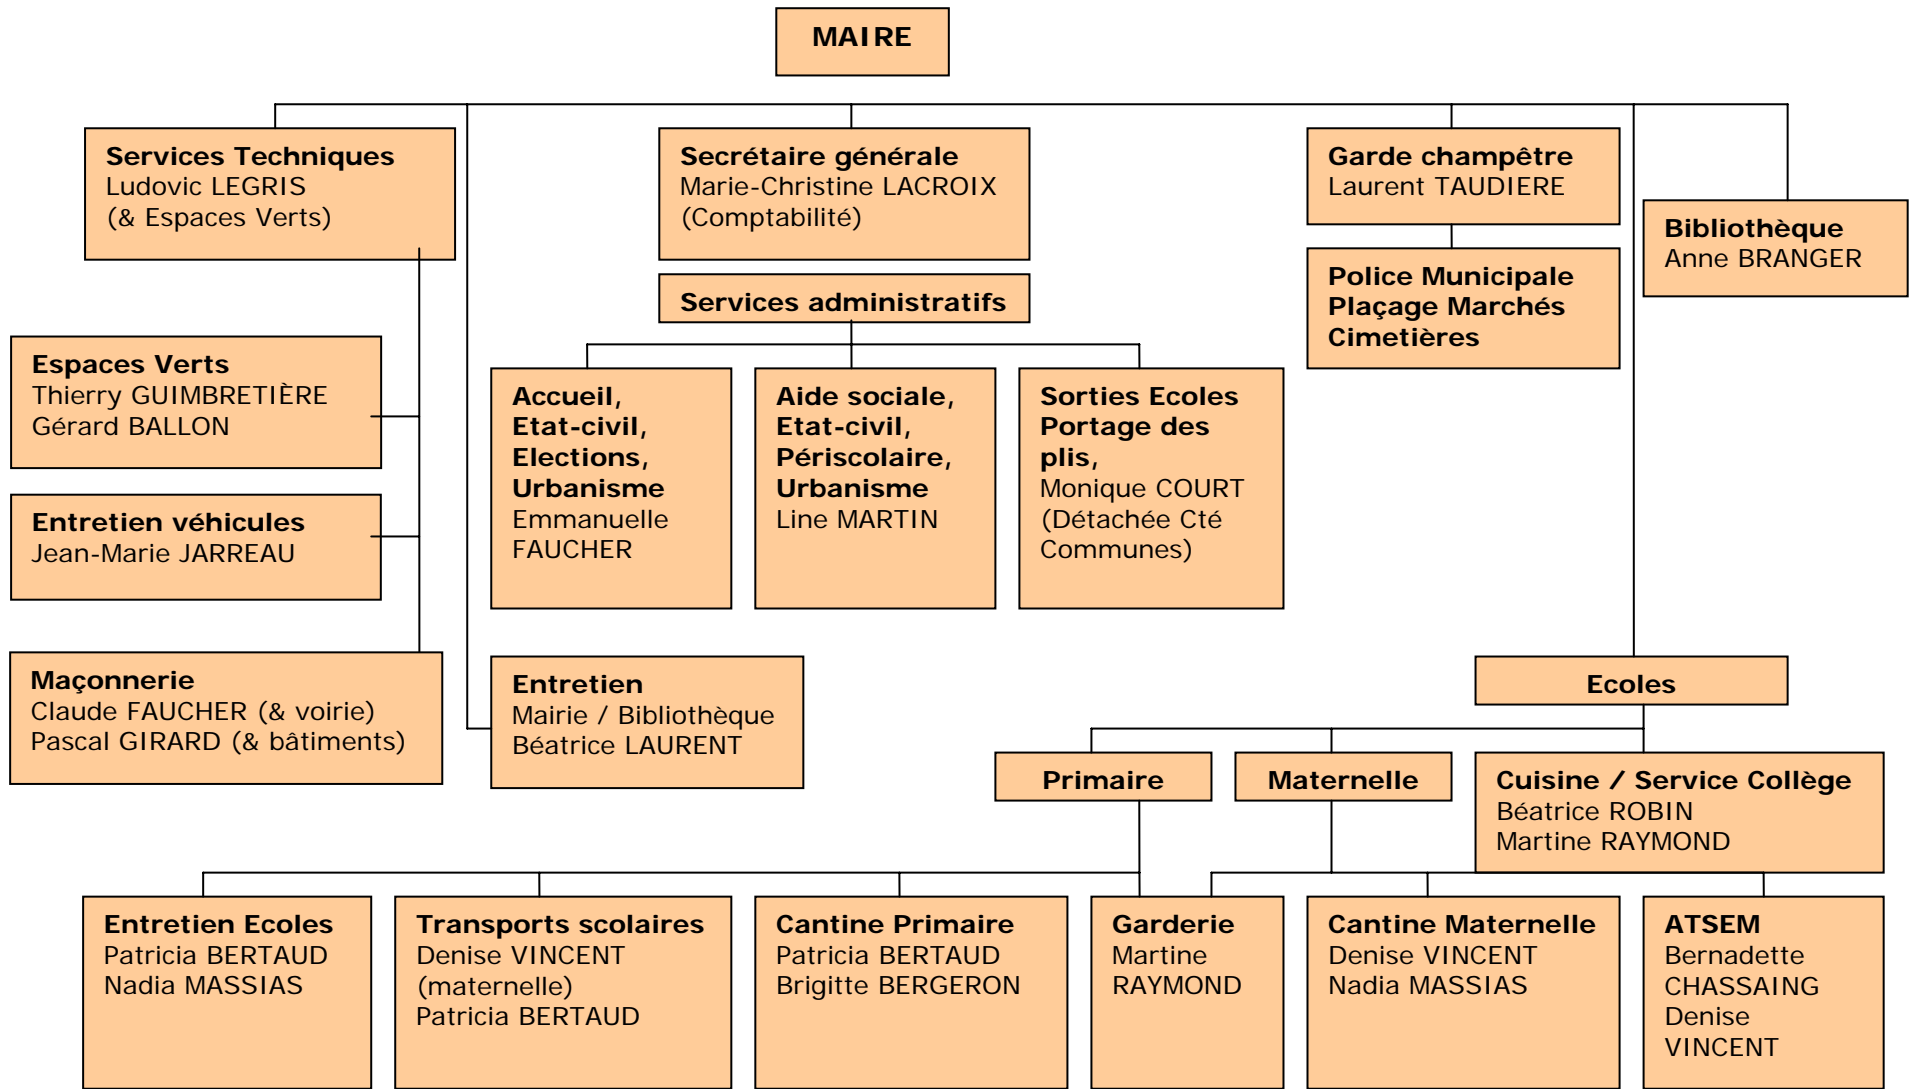 MAIRE
Services Techniques
Ludovic LEGRIS
(& Espaces Verts)
Secrétaire générale
Marie-Christine LACROIX
(Comptabilité)
Garde champêtre
Laurent TAUDIERE
Bibliothèque
Anne BRANGER
Police Municipale
Plaçage Marchés
Cimetières
Services administratifs
Espaces Verts
Thierry GUIMBRETIÈRE
Gérard BALLON
Accueil,
Etat-civil,
Elections,
Urbanisme
Emmanuelle
FAUCHER
Aide sociale,
Etat-civil,
Périscolaire,
Urbanisme
Line MARTIN
Sorties Ecoles
Portage des
plis,
Monique COURT
(Détachée Cté
Communes)
Entretien véhicules
Jean-Marie JARREAU
Maçonnerie
Claude FAUCHER (& voirie)
Pascal GIRARD (& bâtiments)
Entretien
Mairie / Bibliothèque
Béatrice LAURENT
Ecoles
Primaire
Maternelle
Cuisine / Service Collège
Béatrice ROBIN
Martine RAYMOND
Entretien Ecoles
Patricia BERTAUD
Nadia MASSIAS
Transports scolaires
Denise VINCENT
(maternelle)
Patricia BERTAUD
Cantine Primaire
Patricia BERTAUD
Brigitte BERGERON
Garderie
Martine
RAYMOND
Cantine Maternelle
Denise VINCENT
Nadia MASSIAS
ATSEM
Bernadette
CHASSAING
Denise
VINCENT